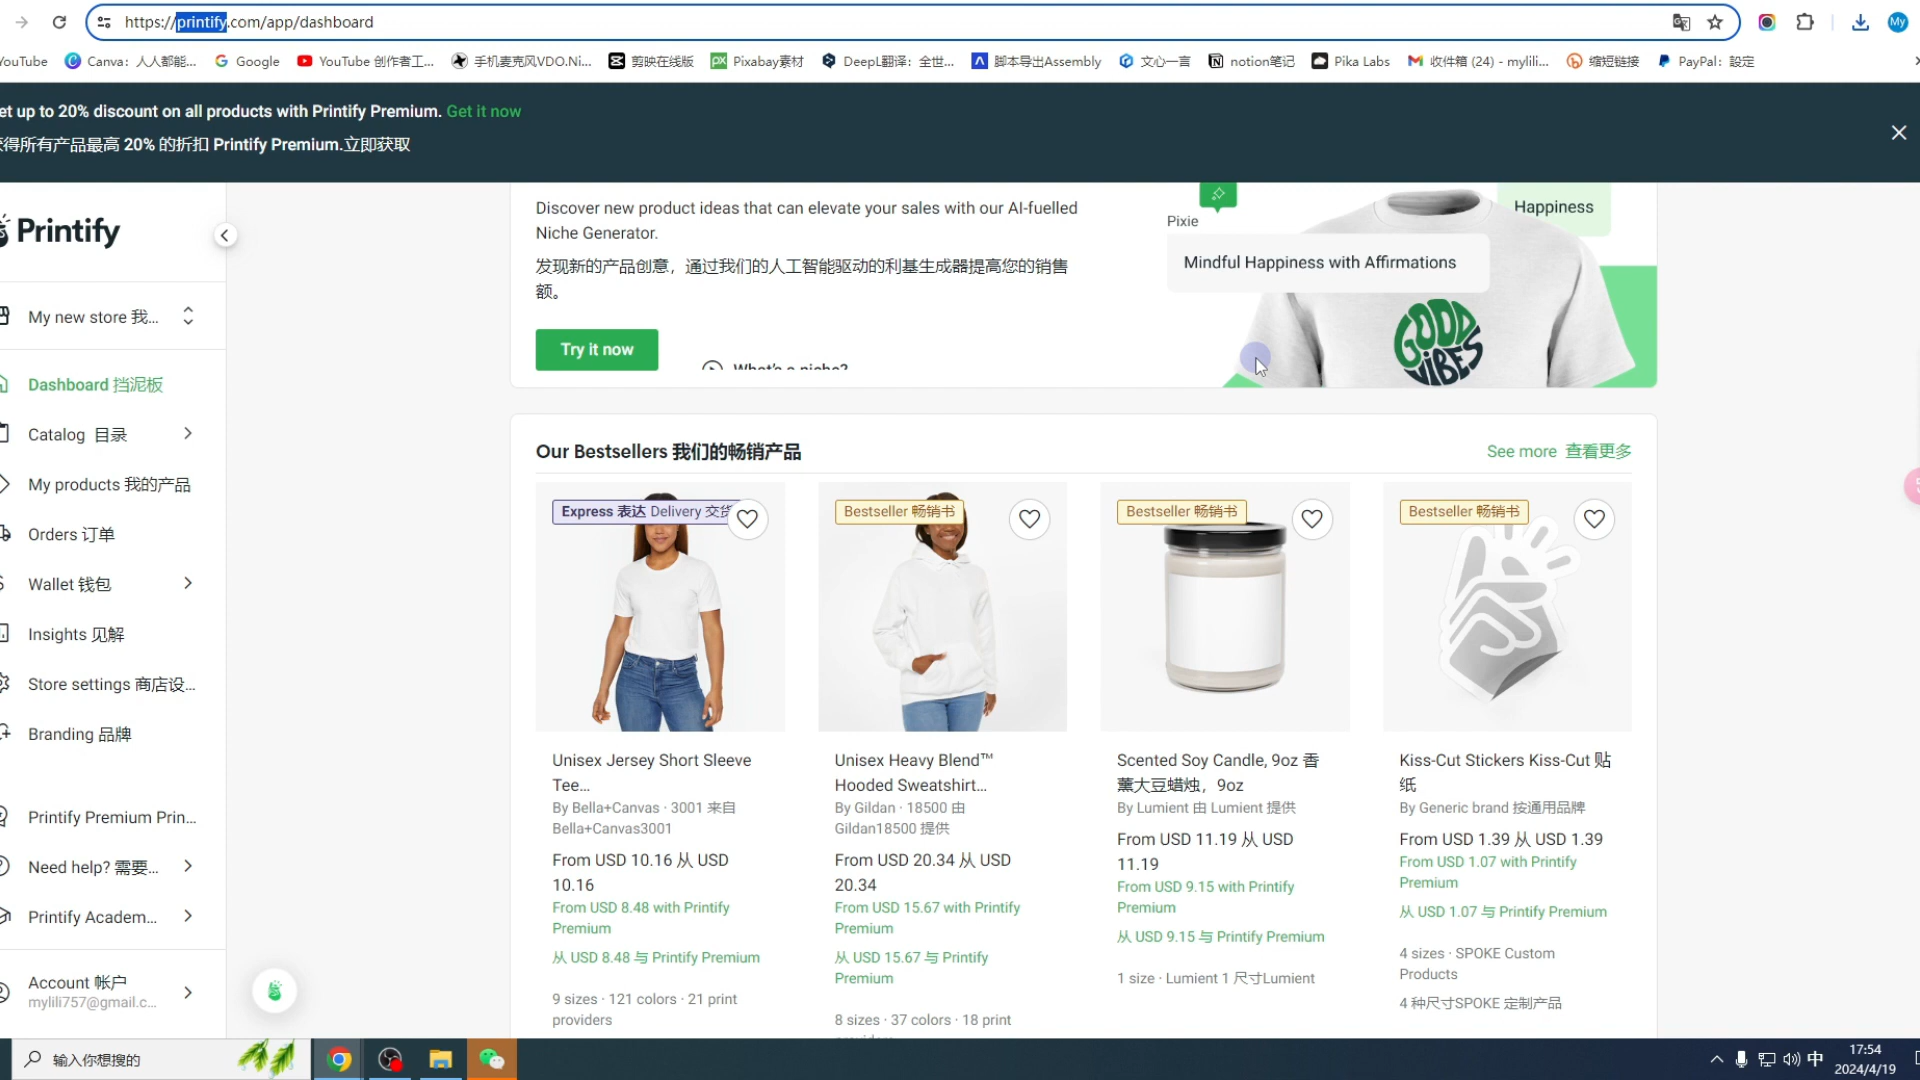 https://printify.com/app/dashboard
My
YouTube
Canva：人人都能...
Google
YouTube 创作者工...
手机麦克风VDO.Ni...
剪映在线版
Pixabay素材
DeepL翻译：全世...
脚本导出Assembly
文心一言
notion笔记
Pika Labs
收件箱 (24) - mylili...
缩短链接
PayPal：設定
et up to 20% discount on all products with Printify Premium. Get it now
得所有产品最高 20% 的折扣 Printify Premium.立即获取
Printify
My new store 我...
Dashboard 挡泥板
Catalog 目录
My products 我的产品
Orders 订单
Wallet 钱包
Insights 见解
Store settings 商店设...
Branding 品牌
Printify Premium Prin...
Need help? 需要...
Printify Academ...
Account 帐户
mylili757@gmail.c...
Discover new product ideas that can elevate your sales with our AI-fuelled
Niche Generator.
发现新的产品创意，通过我们的人工智能驱动的利基生成器提高您的销售
额。
Try it now
What's a niche?
Pixie
Happiness
Mindful Happiness with Affirmations
GOOD
VIBES
Our Bestsellers 我们的畅销产品
See more 查看更多
Express 表达 Delivery 交货
Unisex Jersey Short Sleeve
Tee...
By Bella+Canvas · 3001 来自
Bella+Canvas3001
From USD 10.16 从 USD
10.16
From USD 8.48 with Printify
Premium
从 USD 8.48 与 Printify Premium
9 sizes · 121 colors · 21 print
providers
Bestseller 畅销书
Unisex Heavy Blend™
Hooded Sweatshirt...
By Gildan · 18500 由
Gildan18500 提供
From USD 20.34 从 USD
20.34
From USD 15.67 with Printify
Premium
从 USD 15.67 与 Printify
Premium
8 sizes · 37 colors · 18 print
Bestseller 畅销书
Scented Soy Candle, 9oz 香
薰大豆蜡烛，9oz
By Lumient 由 Lumient 提供
From USD 11.19 从 USD
11.19
From USD 9.15 with Printify
Premium
从 USD 9.15 与 Printify Premium
1 size · Lumient 1 尺寸Lumient
Bestseller 畅销书
Kiss-Cut Stickers Kiss-Cut 贴
纸
By Generic brand 按通用品牌
From USD 1.39 从 USD 1.39
From USD 1.07 with Printify
Premium
从 USD 1.07 与 Printify Premium
4 sizes · SPOKE Custom
Products
4 种尺寸SPOKE 定制产品
输入你想搜的
中
17:54
2024/4/19